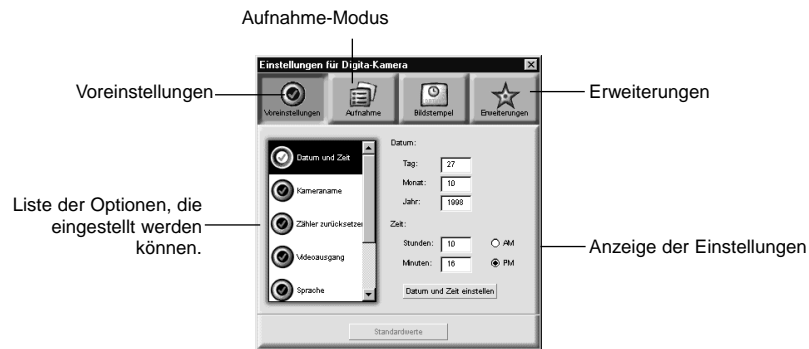 Aufnahme-Modus
Einstellungen für Digita-Kamera
Voreinstellungen
Erweiterungen
Voreinstellungen
Aufnahme
Bildstempel
Erweiterungen
Datum und Zeit
Kameraname
Zähler zurücksetzen
Videoausgang
Sprache
Datum:
Tag: 27
Monat: 10
Jahr: 1998
Zeit:
Stunden: 10 AM
Minuten: 16 PM
Datum und Zeit einstellen
Liste der Optionen, die
eingestellt werden
können.
Anzeige der Einstellungen
Standardwerte